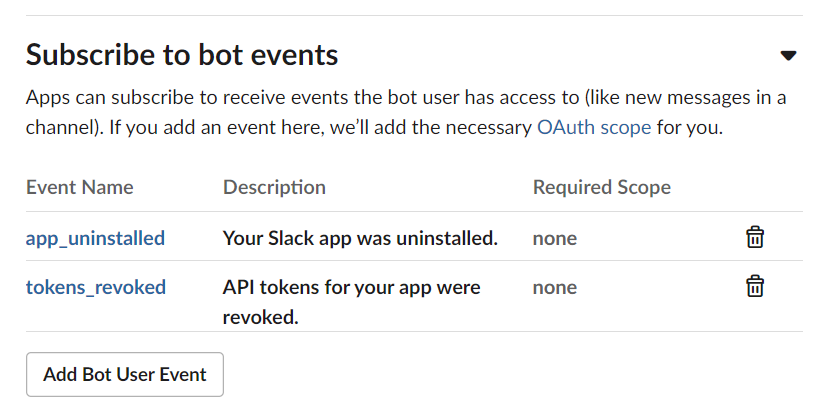 Subscribe to bot events
Apps can subscribe to receive events the bot user has access to (like new messages in a
channel). If you add an event here, we’ll add the necessary OAuth scope for you.
Event Name Description Required Scope
app_uninstalled Your Slack app was uninstalled. none
tokens_revoked API tokens for your app were none
revoked.
Add Bot User Event